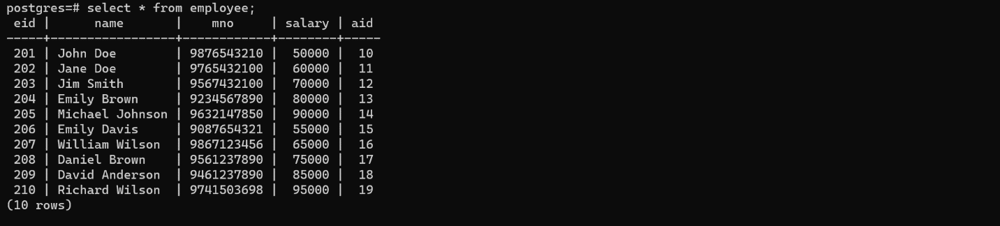 postgres=# select * from employee;
 eid |      name       |    mno     | salary | aid
-----+-----------------+------------+--------+-----
 201 | John Doe        | 9876543210 |  50000 |  10
 202 | Jane Doe        | 9765432100 |  60000 |  11
 203 | Jim Smith       | 9567432100 |  70000 |  12
 204 | Emily Brown     | 9234567890 |  80000 |  13
 205 | Michael Johnson | 9632147850 |  90000 |  14
 206 | Emily Davis     | 9087654321 |  55000 |  15
 207 | William Wilson  | 9867123456 |  65000 |  16
 208 | Daniel Brown    | 9561237890 |  75000 |  17
 209 | David Anderson  | 9461237890 |  85000 |  18
 210 | Richard Wilson  | 9741503698 |  95000 |  19
(10 rows)